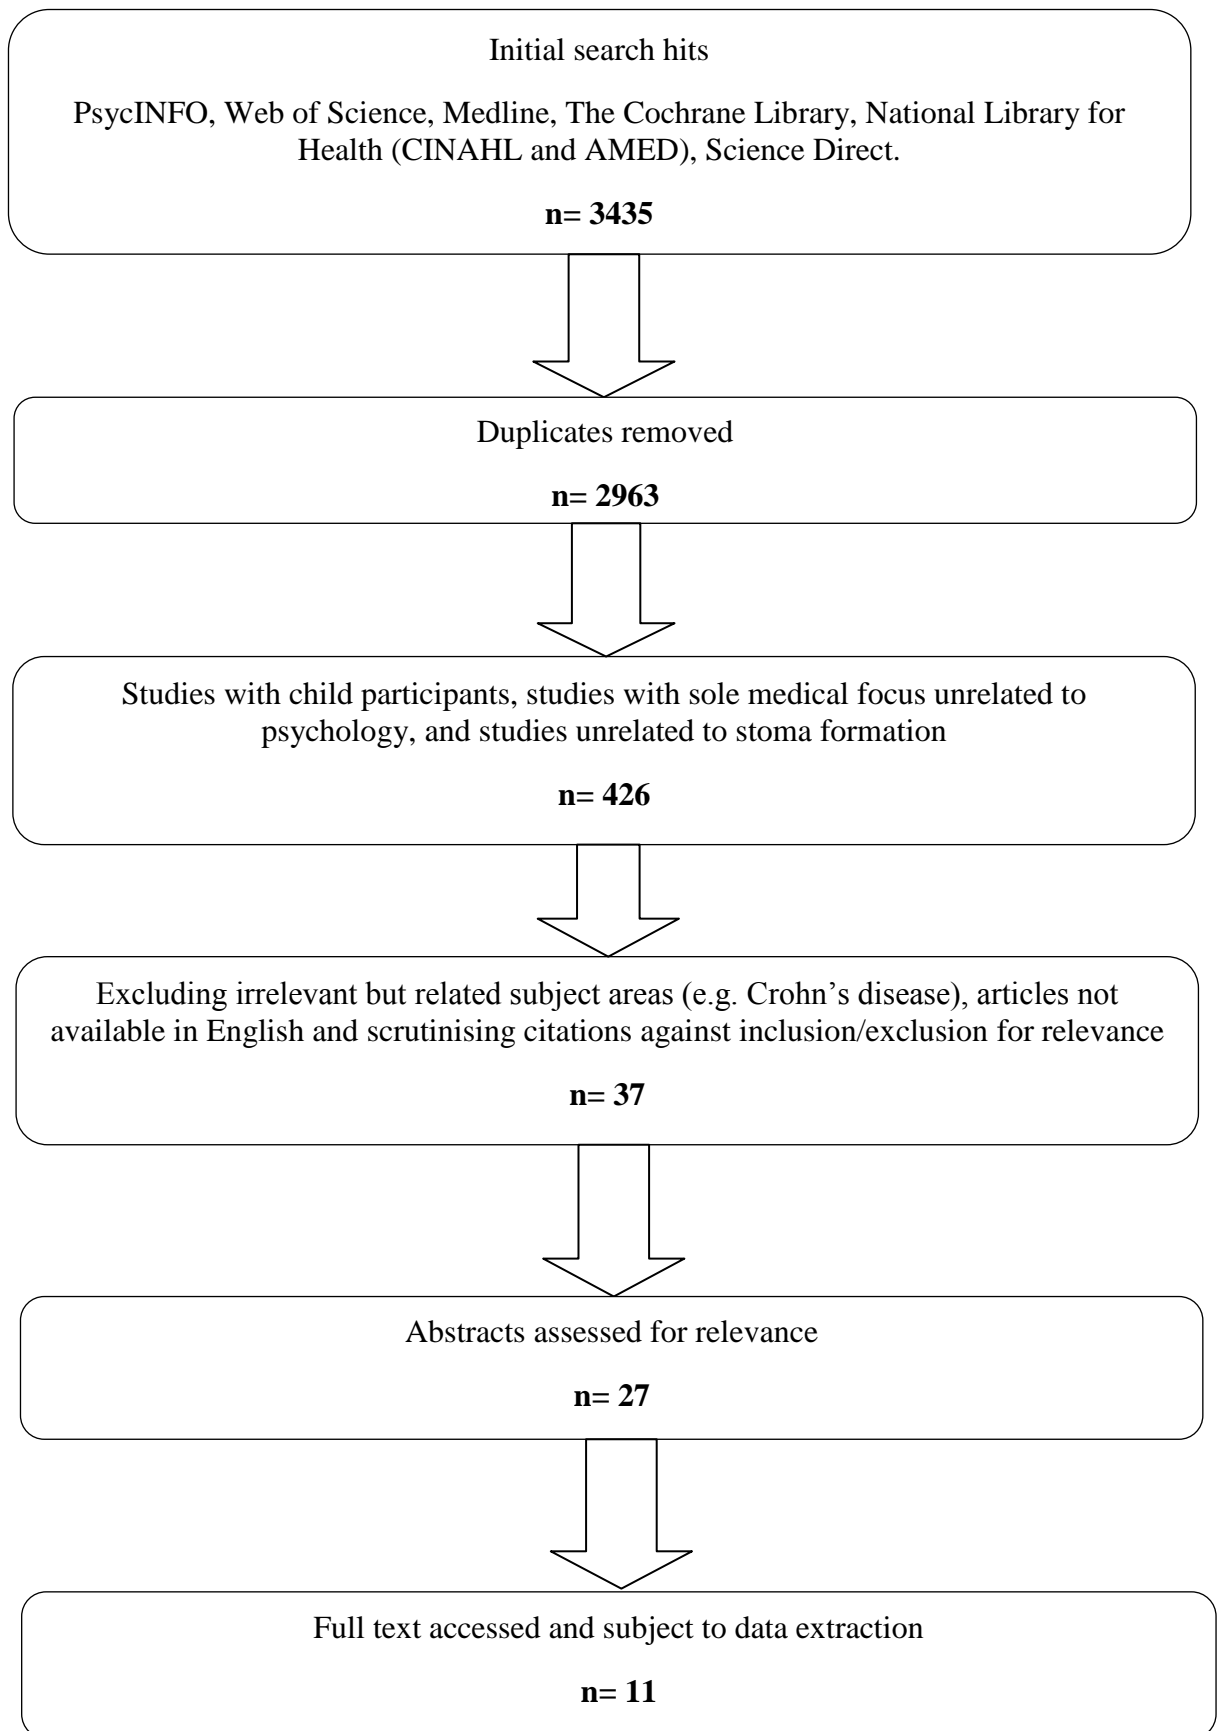 Initial search hits
PsycINFO, Web of Science, Medline, The Cochrane Library, National Library for
Health (CINAHL and AMED), Science Direct.
n= 3435
Duplicates removed
n= 2963
Studies with child participants, studies with sole medical focus unrelated to
psychology, and studies unrelated to stoma formation
n= 426
Excluding irrelevant but related subject areas (e.g. Crohn's disease), articles not
available in English and scrutinising citations against inclusion/exclusion for relevance
n= 37
Abstracts assessed for relevance
n= 27
Full text accessed and subject to data extraction
n= 11